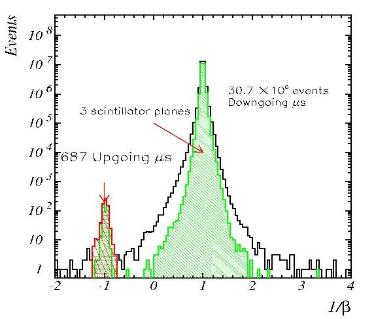 Events
10⁸
10⁷
10⁶
10⁵
10⁴
10³
10²
10
1
30.7 × 10⁶ events
Downgoing μs
3 scintillator planes
687 Upgoing μs
-2 -1 0 1 2 3 4
1/β